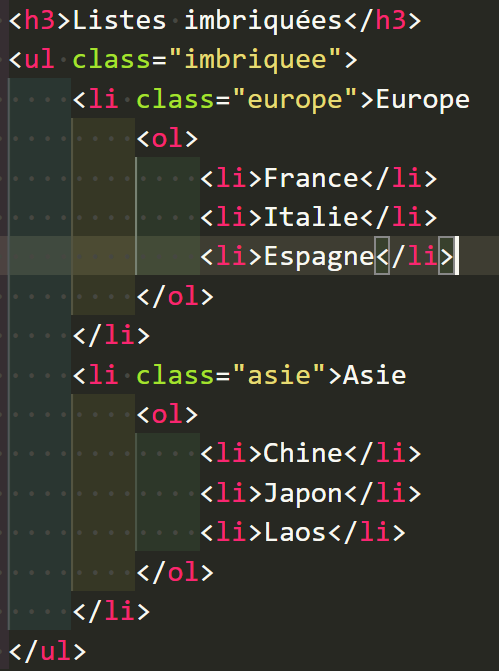 <h3>Listes imbriquées</h3>
<ul class="imbriquee">
    <li class="europe">Europe
        <ol>
            <li>France</li>
            <li>Italie</li>
            <li>Espagne</li>
        </ol>
    </li>
    <li class="asie">Asie
        <ol>
            <li>Chine</li>
            <li>Japon</li>
            <li>Laos</li>
        </ol>
    </li>
</ul>